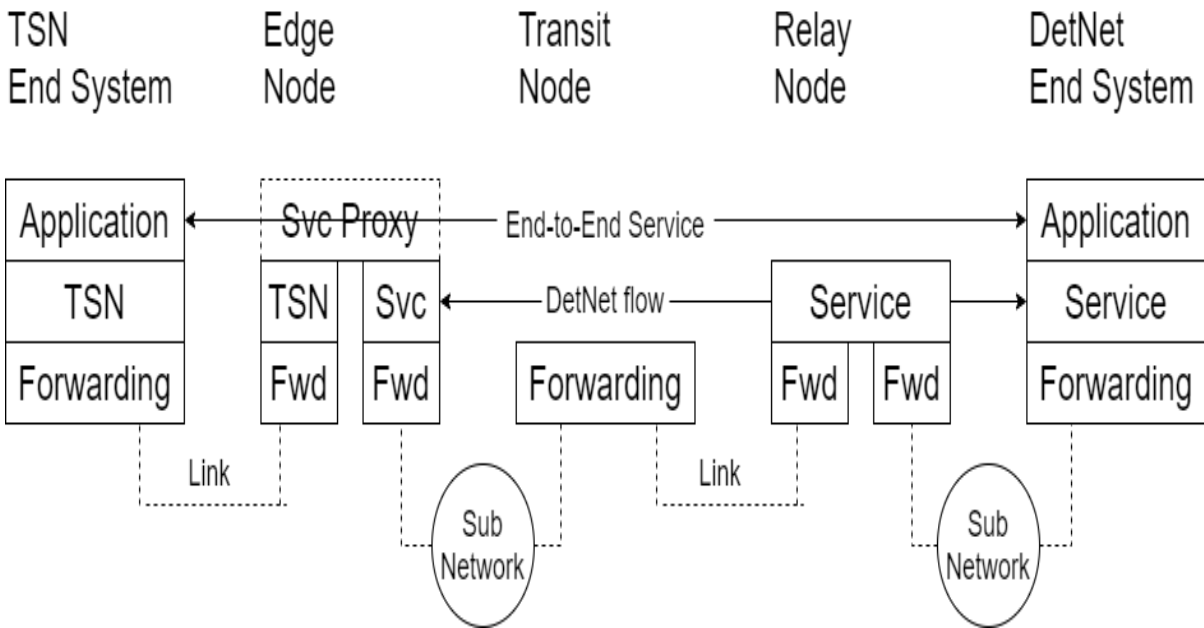 TSN
End System
Edge
Node
Transit
Node
Relay
Node
DetNet
End System
Application
Svc Proxy
End-to-End Service
Application
TSN
TSN
Svc
DetNet flow
Service
Service
Forwarding
Fwd
Fwd
Forwarding
Fwd
Fwd
Forwarding
Link
Link
Sub
Network
Sub
Network